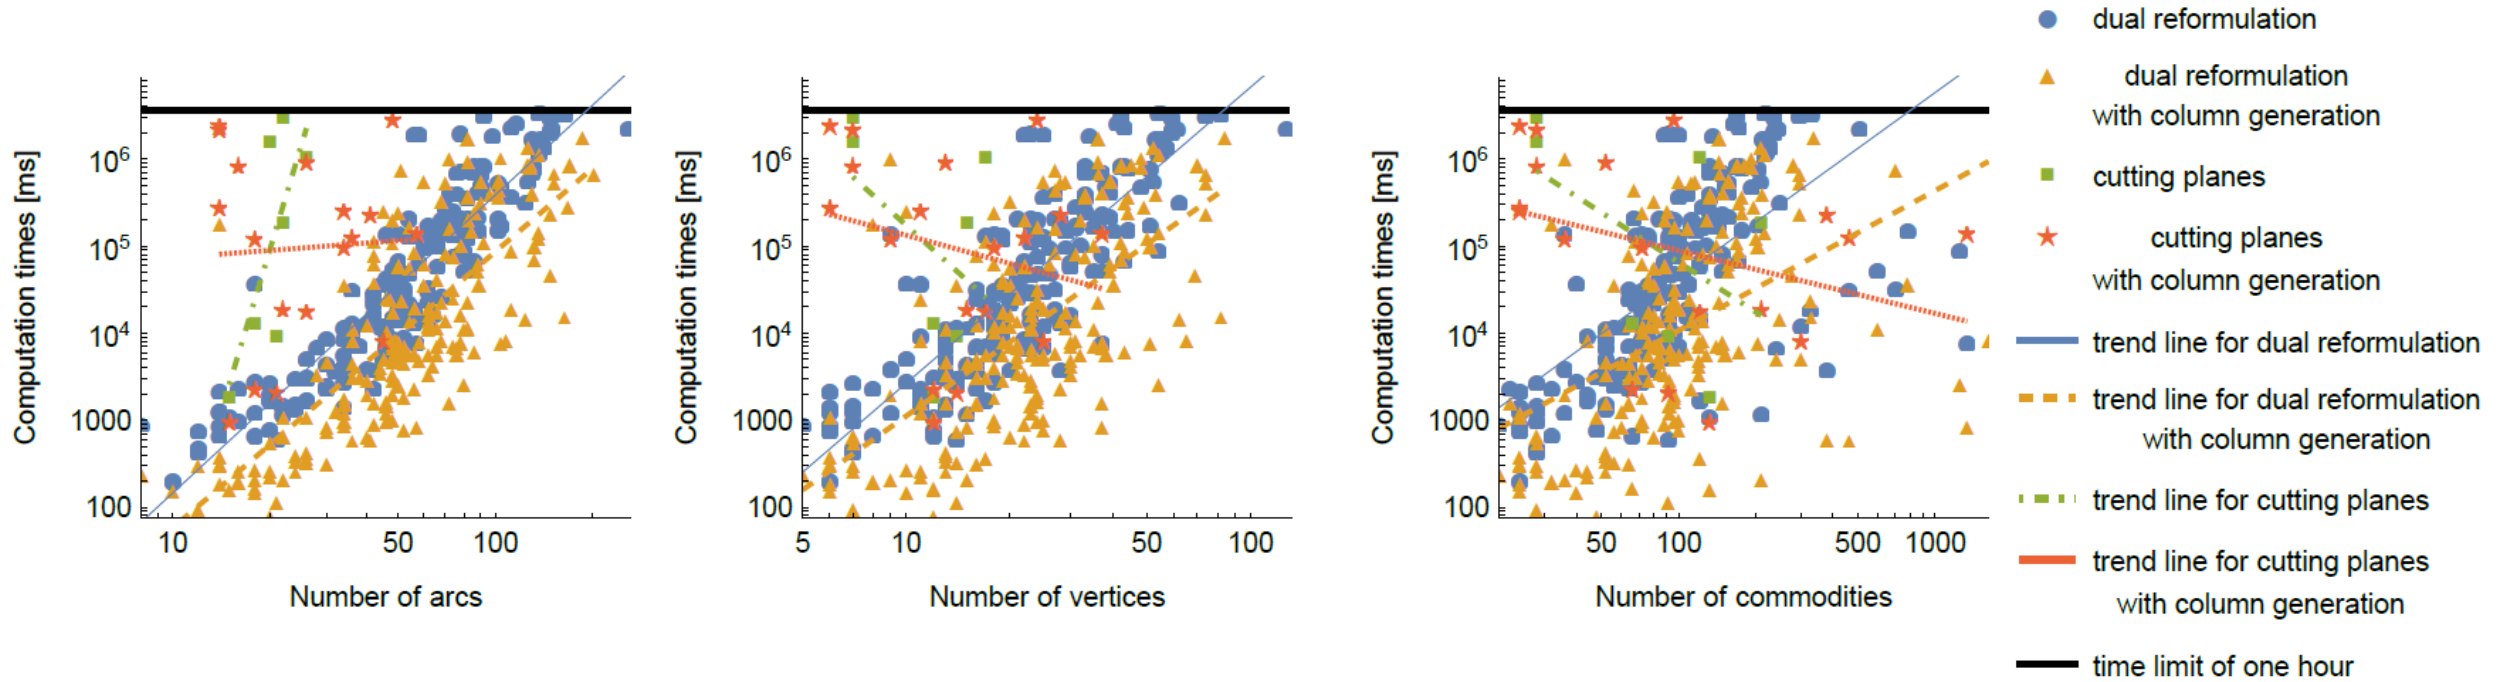 Computation times [ms]
10^6
10^5
10^4
1000
100
10 50 100
Number of arcs
Computation times [ms]
10^6
10^5
10^4
1000
100
5 10 50 100
Number of vertices
Computation times [ms]
10^6
10^5
10^4
1000
100
50 100 500 1000
Number of commodities
dual reformulation
dual reformulation
with column generation
cutting planes
cutting planes
with column generation
trend line for dual reformulation
trend line for dual reformulation
with column generation
trend line for cutting planes
trend line for cutting planes
with column generation
time limit of one hour